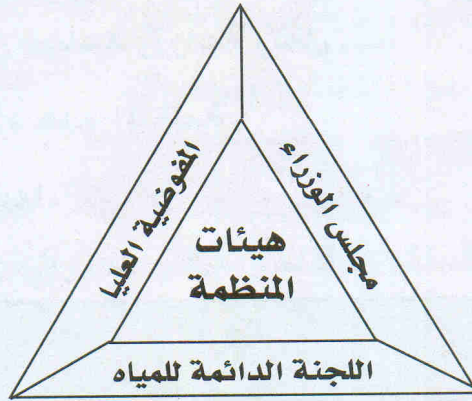 المفوضية العليا
مجلس الوزراء
هيئات
المنظمة
اللجنة الدائمة للمياه